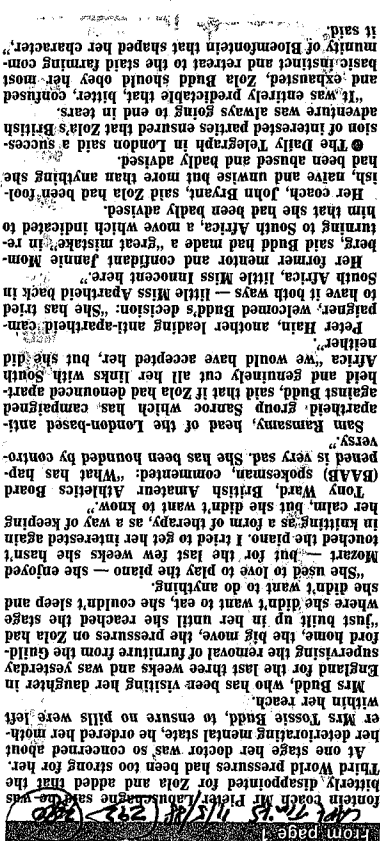 From page 1
CAPE TIMES 11/5/88
fontein coach Mr Pieter Labuschagne said he was
bitterly disappointed for Zola and added that the
Third World pressures had been too strong for her.
At one stage her doctor was so concerned about
her deteriorating mental state, he ordered her moth-
er Mrs Tossie Budd, to ensure no pills were left
within her reach.
Mrs Budd, who has been visiting her daughter in
England for the last three weeks and was yesterday
supervising the removal of furniture from the Guild-
ford home, the big move, the pressures on Zola had
"just built up in her until she reached the stage
where she didn't want to eat, she couldn't sleep and
she didn't want to do anything.
"She used to love to play the piano — she enjoyed
Mozart — but for the last few weeks she hasn't
touched the piano. I tried to get her interested again
in knitting as a form of therapy, as a way of keeping
her calm, but she didn't want to know."
Tony Ward, British Amateur Athletics Board
(BAAB) spokesman, commented: "What has hap-
pened is very sad. She has been hounded by contro-
versy."
Sam Ramsamy, head of the London-based anti-
apartheid group Sanroc which has campaigned
against Budd, said that if Zola had denounced apart-
heid and genuinely cut all her links with South
Africa "we would have accepted her, but she did
neither."
Peter Hain, another leading anti-apartheid cam-
paigner, welcomed Budd's decision: "She has tried
to have it both ways — little Miss Apartheid back in
South Africa, little Miss Innocent here."
Her former mentor and confidant Jannie Mom-
berg, said Budd had made a "great mistake" in re-
turning to South Africa, a move which indicated to
him that she had been badly advised.
Her coach, John Bryant, said Zola had been fool-
ish, naive and unwise but more than anything she
had been abused and badly advised.
● The Daily Telegraph in London said a succes-
sion of interested parties ensured that Zola's British
adventure was always going to end in tears.
"It was entirely predictable that, bitter, confused
and exhausted, Zola Budd should obey her most
basic instinct and retreat to the staid farming com-
munity of Bloemfontein that shaped her character,"
it said.